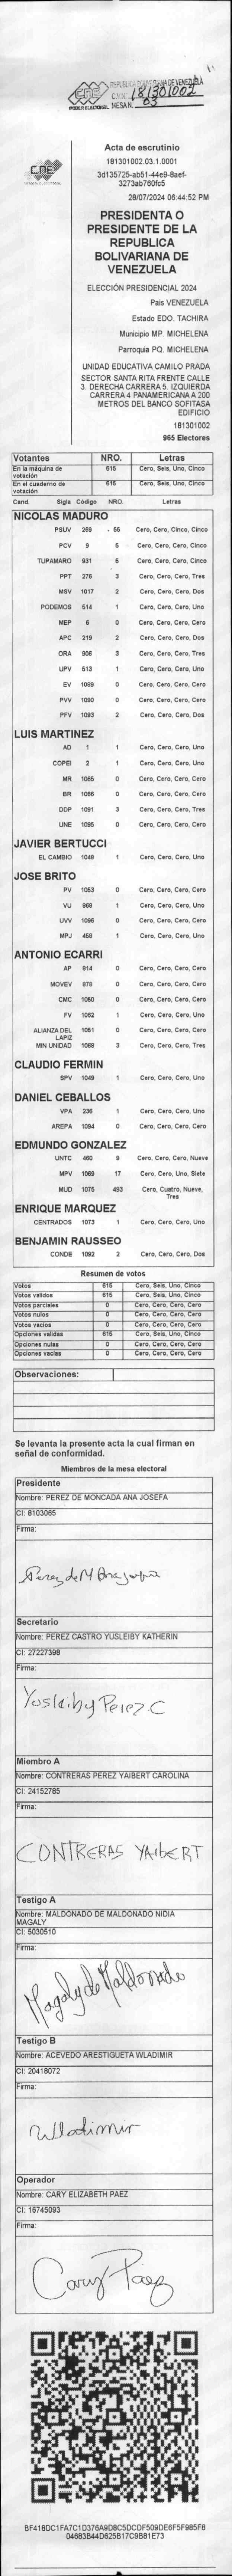 REPUBLICA BOLIVARIANA DE VENEZUELA
CNE
C.V.N° 181301002
PODER ELECTORAL MESA N. 03
CNE
PODER ELECTORAL
Acta de escrutinio
181301002.03.1.0001
3d135725-ab51-44e9-8aef-
3273ab760fc5
28/07/2024 06:44:52 PM
PRESIDENTA O
PRESIDENTE DE LA
REPUBLICA
BOLIVARIANA DE
VENEZUELA
ELECCIÓN PRESIDENCIAL 2024
País VENEZUELA
Estado EDO. TACHIRA
Municipio MP. MICHELENA
Parroquia PQ. MICHELENA
UNIDAD EDUCATIVA CAMILO PRADA
SECTOR SANTA RITA FRENTE CALLE
3. DERECHA CARRERA 5. IZQUIERDA
CARRERA 4 PANAMERICANA A 200
METROS DEL BANCO SOFITASA
EDIFICIO
181301002
965 Electores
Votantes NRO. Letras
En la máquina de votación 615 Cero, Seis, Uno, Cinco
En el cuaderno de votación 615 Cero, Seis, Uno, Cinco
Cand. Sigla Código NRO. Letras
NICOLAS MADURO
PSUV 269 55 Cero, Cero, Cinco, Cinco
PCV 9 5 Cero, Cero, Cero, Cinco
TUPAMARO 931 5 Cero, Cero, Cero, Cinco
PPT 276 3 Cero, Cero, Cero, Tres
MSV 1017 2 Cero, Cero, Cero, Dos
PODEMOS 514 1 Cero, Cero, Cero, Uno
MEP 6 0 Cero, Cero, Cero, Cero
APC 219 2 Cero, Cero, Cero, Dos
ORA 906 3 Cero, Cero, Cero, Tres
UPV 513 1 Cero, Cero, Cero, Uno
EV 1089 0 Cero, Cero, Cero, Cero
PVV 1090 0 Cero, Cero, Cero, Cero
PFV 1093 2 Cero, Cero, Cero, Dos
LUIS MARTINEZ
AD 1 1 Cero, Cero, Cero, Uno
COPEI 2 1 Cero, Cero, Cero, Uno
MR 1065 0 Cero, Cero, Cero, Cero
BR 1066 0 Cero, Cero, Cero, Cero
DDP 1091 3 Cero, Cero, Cero, Tres
UNE 1095 0 Cero, Cero, Cero, Cero
JAVIER BERTUCCI
EL CAMBIO 1048 1 Cero, Cero, Cero, Uno
JOSE BRITO
PV 1053 0 Cero, Cero, Cero, Cero
VU 968 1 Cero, Cero, Cero, Uno
UVV 1096 0 Cero, Cero, Cero, Cero
MPJ 458 1 Cero, Cero, Cero, Uno
ANTONIO ECARRI
AP 914 0 Cero, Cero, Cero, Cero
MOVEV 978 0 Cero, Cero, Cero, Cero
CMC 1050 0 Cero, Cero, Cero, Cero
FV 1052 1 Cero, Cero, Cero, Uno
ALIANZA DEL LAPIZ 1051 0 Cero, Cero, Cero, Cero
MIN UNIDAD 1069 3 Cero, Cero, Cero, Tres
CLAUDIO FERMIN
SPV 1049 1 Cero, Cero, Cero, Uno
DANIEL CEBALLOS
VPA 236 1 Cero, Cero, Cero, Uno
AREPA 1094 0 Cero, Cero, Cero, Cero
EDMUNDO GONZALEZ
UNTC 460 9 Cero, Cero, Cero, Nueve
MPV 1069 17 Cero, Cero, Uno, Siete
MUD 1075 493 Cero, Cuatro, Nueve, Tres
ENRIQUE MARQUEZ
CENTRADOS 1073 1 Cero, Cero, Cero, Uno
BENJAMIN RAUSSEO
CONDE 1092 2 Cero, Cero, Cero, Dos
Resumen de votos
Votos 615 Cero, Seis, Uno, Cinco
Votos validos 615 Cero, Seis, Uno, Cinco
Votos parciales 0 Cero, Cero, Cero, Cero
Votos nulos 0 Cero, Cero, Cero, Cero
Votos vacios 0 Cero, Cero, Cero, Cero
Opciones validas 615 Cero, Seis, Uno, Cinco
Opciones nulas 0 Cero, Cero, Cero, Cero
Opciones vacias 0 Cero, Cero, Cero, Cero
Observaciones:
Se levanta la presente acta la cual firman en
señal de conformidad.
Miembros de la mesa electoral
Presidente
Nombre: PEREZ DE MONCADA ANA JOSEFA
CI: 8103065
Firma:
Perez de M Ana Josefa
Secretario
Nombre: PEREZ CASTRO YUSLEIBY KATHERIN
CI: 27227398
Firma:
Yusleiby Perez C
Miembro A
Nombre: CONTRERAS PEREZ YAIBERT CAROLINA
CI: 24152785
Firma:
CONTRERAS YAIBERT
Testigo A
Nombre: MALDONADO DE MALDONADO NIDIA
MAGALY
CI: 5030510
Firma:
Magaly de Maldonado
Testigo B
Nombre: ACEVEDO ARESTIGUETA WLADIMIR
CI: 20418072
Firma:
Wladimir
Operador
Nombre: CARY ELIZABETH PAEZ
CI: 16745093
Firma:
Cary Paez
BF418DC1FA7C1D376A9D8C5DCDF509DE6F5F985F8
04683B44D625B17C9B81E73